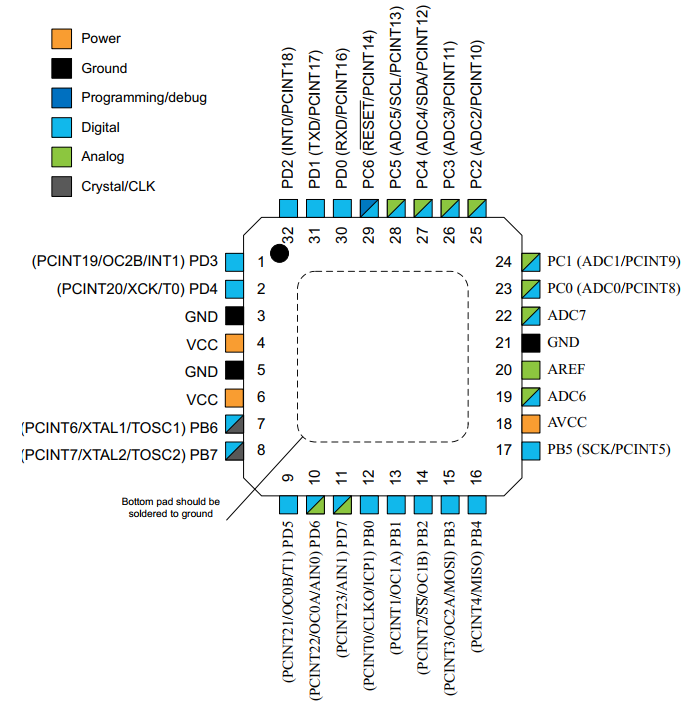 Power
Ground
Programming/debug
Digital
Analog
Crystal/CLK
PD2 (INT0/PCINT18)
PD1 (TXD/PCINT17)
PD0 (RXD/PCINT16)
PC6 (RESET/PCINT14)
PC5 (ADC5/SCL/PCINT13)
PC4 (ADC4/SDA/PCINT12)
PC3 (ADC3/PCINT11)
PC2 (ADC2/PCINT10)
32
31
30
29
28
27
26
25
(PCINT19/OC2B/INT1) PD3
1
(PCINT20/XCK/T0) PD4
2
GND
3
VCC
4
GND
5
VCC
6
(PCINT6/XTAL1/TOSC1) PB6
7
(PCINT7/XTAL2/TOSC2) PB7
8
24
PC1 (ADC1/PCINT9)
23
PC0 (ADC0/PCINT8)
22
ADC7
21
GND
20
AREF
19
ADC6
18
AVCC
17
PB5 (SCK/PCINT5)
9
10
11
12
13
14
15
16
Bottom pad should be
soldered to ground
(PCINT21/OC0B/T1) PD5
(PCINT22/OC0A/AIN0) PD6
(PCINT23/AIN1) PD7
(PCINT0/CLKO/ICP1) PB0
(PCINT1/OC1A) PB1
(PCINT2/SS/OC1B) PB2
(PCINT3/OC2A/MOSI) PB3
(PCINT4/MISO) PB4